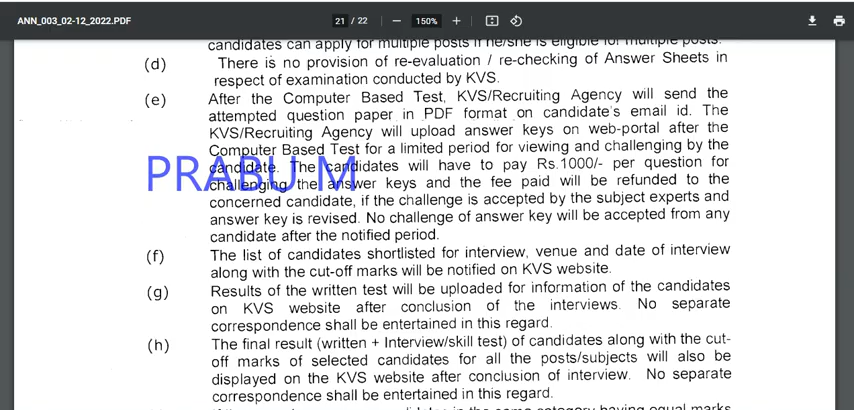 ANN_003_02-12_2022.PDF
21 / 22
150%
candidates can apply for multiple posts if he/she is eligible for multiple posts.
(d) There is no provision of re-evaluation / re-checking of Answer Sheets in
respect of examination conducted by KVS.
(e) After the Computer Based Test, KVS/Recruiting Agency will send the
attempted question paper in PDF format on candidate's email id. The
KVS/Recruiting Agency will upload answer keys on web-portal after the
Computer Based Test for a limited period for viewing and challenging by the
candidate. The candidates will have to pay Rs.1000/- per question for
PRABU M
challenging the answer keys and the fee paid will be refunded to the
concerned candidate, if the challenge is accepted by the subject experts and
answer key is revised. No challenge of answer key will be accepted from any
candidate after the notified period.
(f) The list of candidates shortlisted for interview, venue and date of interview
along with the cut-off marks will be notified on KVS website.
(g) Results of the written test will be uploaded for information of the candidates
on KVS website after conclusion of the interviews. No separate
correspondence shall be entertained in this regard.
(h) The final result (written + Interview/skill test) of candidates along with the cut-
off marks of selected candidates for all the posts/subjects will also be
displayed on the KVS website after conclusion of interview. No separate
correspondence shall be entertained in this regard.
candidates in the same category having equal marks